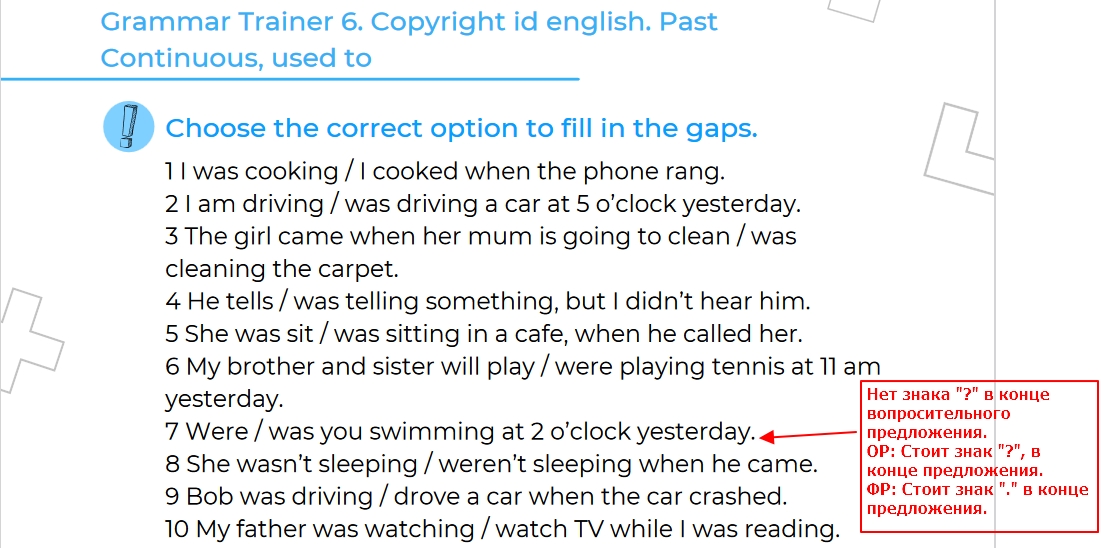 Grammar Trainer 6. Copyright id english. Past
Continuous, used to
Choose the correct option to fill in the gaps.
1 I was cooking / I cooked when the phone rang.
2 I am driving / was driving a car at 5 o’clock yesterday.
3 The girl came when her mum is going to clean / was
cleaning the carpet.
4 He tells / was telling something, but I didn’t hear him.
5 She was sit / was sitting in a cafe, when he called her.
6 My brother and sister will play / were playing tennis at 11 am
yesterday.
7 Were / was you swimming at 2 o’clock yesterday.
8 She wasn’t sleeping / weren’t sleeping when he came.
9 Bob was driving / drove a car when the car crashed.
10 My father was watching / watch TV while I was reading.
Нет знака "?" в конце
вопросительного
предложения.
ОР: Стоит знак "?", в
конце предложения.
ФР: Стоит знак "." в конце
предложения.